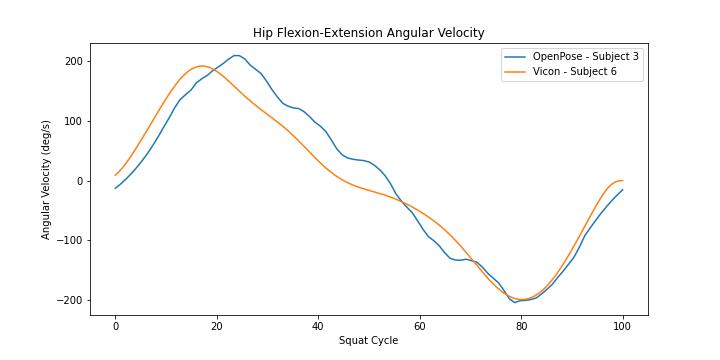 Hip Flexion-Extension Angular Velocity
OpenPose - Subject 3
Vicon - Subject 6
Angular Velocity (deg/s)
200
100
0
−100
−200
0 20 40 60 80 100
Squat Cycle